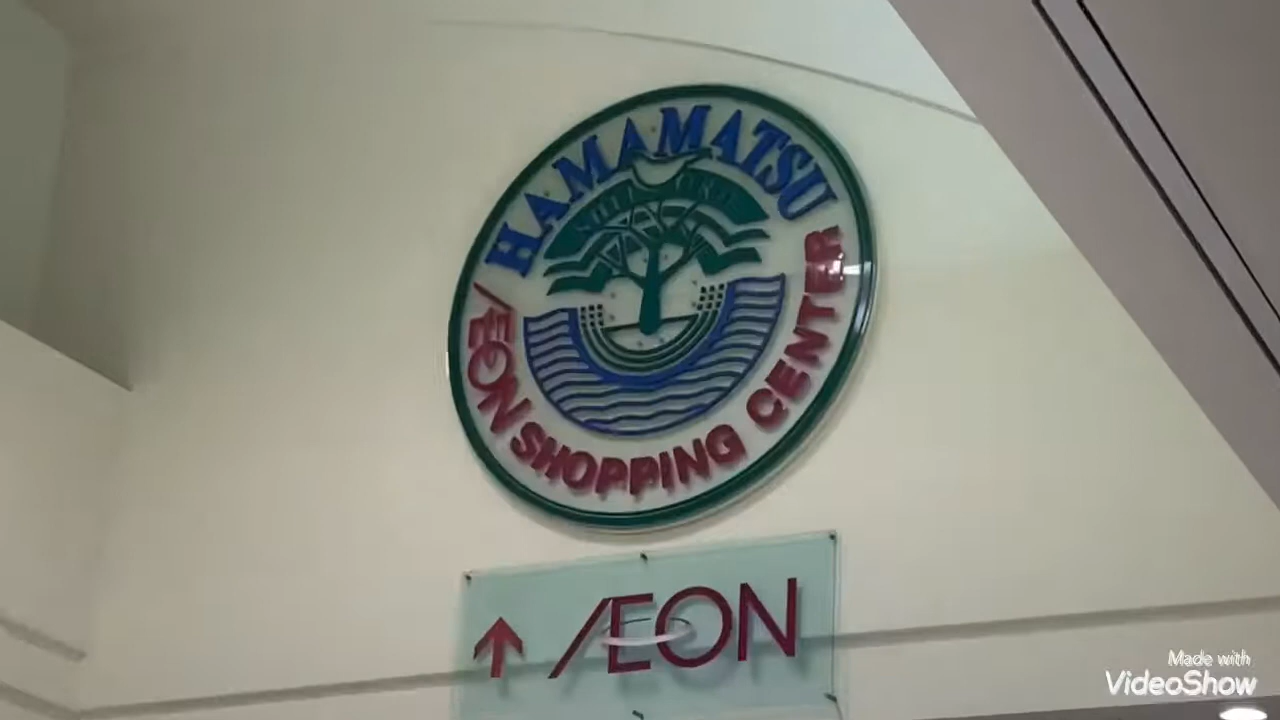 HAMAMATSU
ÆON SHOPPING CENTER
↑ ÆON
Made with
VideoShow